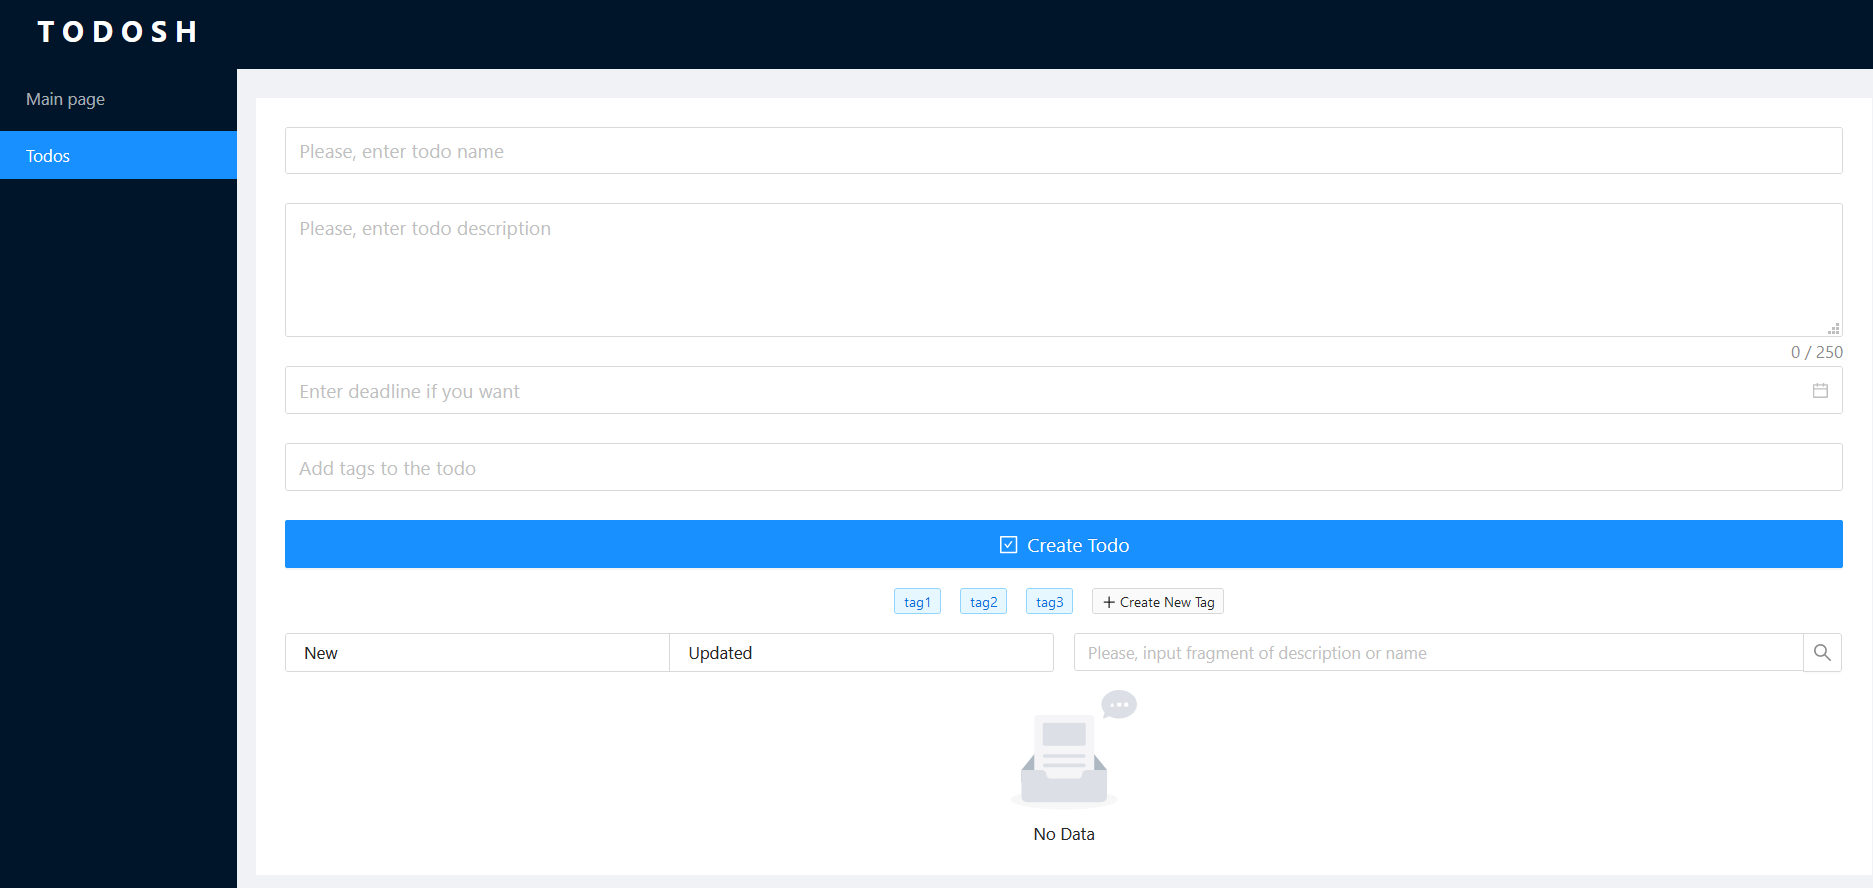 TODOSH
Main page
Todos
Please, enter todo name
Please, enter todo description
0 / 250
Enter deadline if you want
Add tags to the todo
Create Todo
tag1 tag2 tag3 + Create New Tag
New Updated Please, input fragment of description or name
No Data